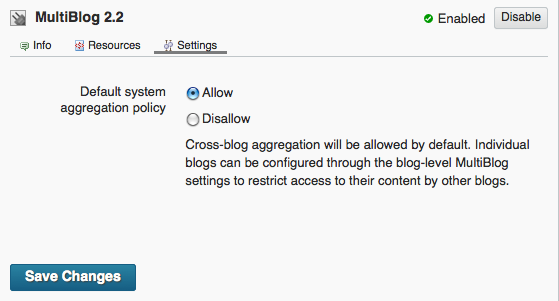 MultiBlog 2.2
Enabled
Disable
Info
Resources
Settings
Default system
aggregation policy
Allow
Disallow
Cross-blog aggregation will be allowed by default. Individual
blogs can be configured through the blog-level MultiBlog
settings to restrict access to their content by other blogs.
Save Changes